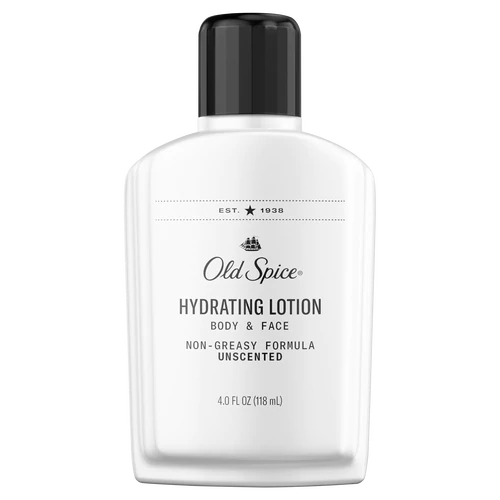 EST. ★ 1938
Old Spice®
HYDRATING LOTION
BODY & FACE
NON-GREASY FORMULA
UNSCENTED
4.0 FL OZ (118 mL)